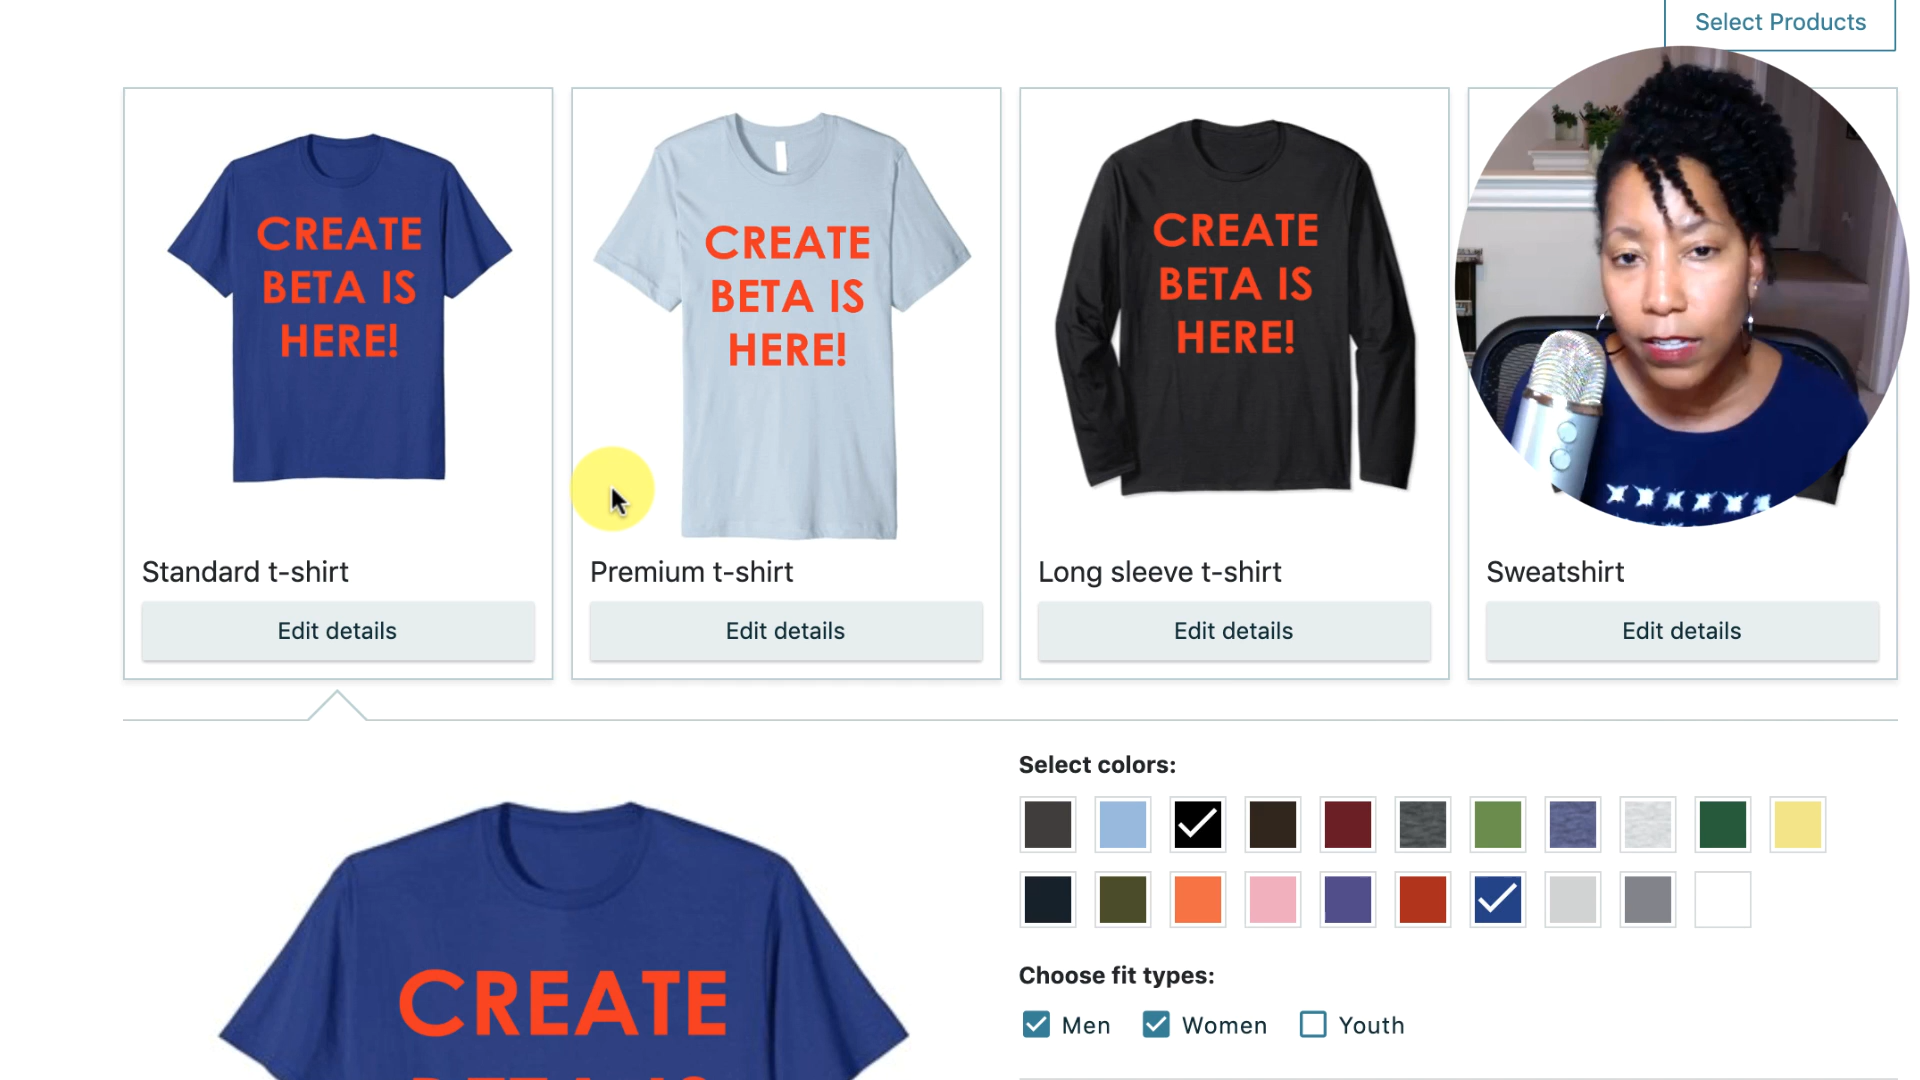 Select Products
CREATE
BETA IS
HERE!
CREATE
BETA IS
HERE!
CREATE
BETA IS
HERE!
Standard t-shirt
Premium t-shirt
Long sleeve t-shirt
Sweatshirt
Edit details
Edit details
Edit details
Edit details
Select colors:
Choose fit types:
Men
Women
Youth
CREATE